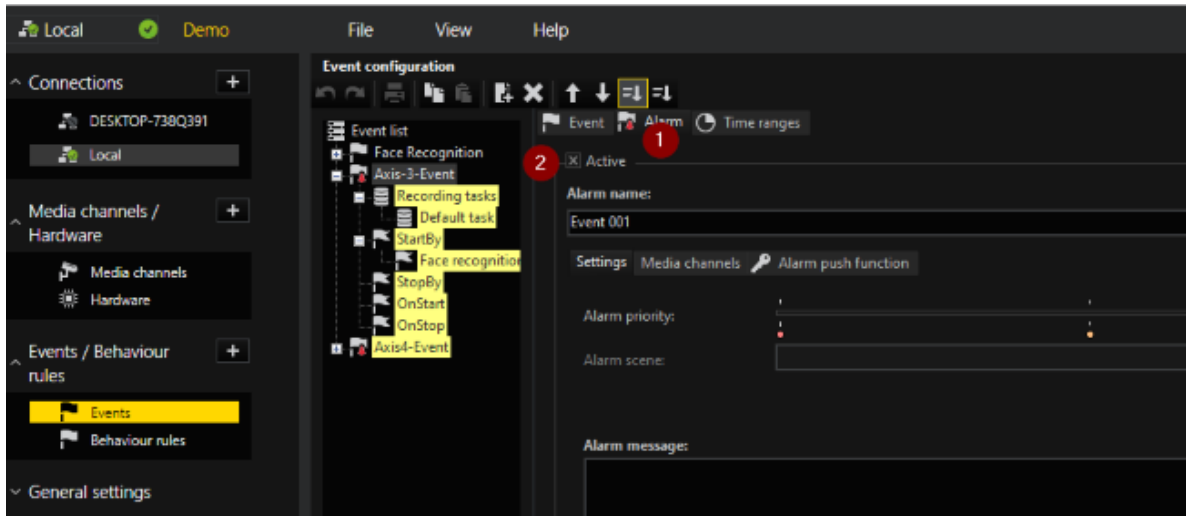 Local Demo File View Help
Connections
DESKTOP-738Q391
Local
Media channels /
Hardware
Media channels
Hardware
Events / Behaviour
rules
Events
Behaviour rules
General settings
Event configuration
Event list
Face Recognition
Axis-3-Event
Recording tasks
Default task
StartBy
Face recognition
StopBy
OnStart
OnStop
Axis4-Event
Event Alarm Time ranges
1
2 Active
Alarm name:
Event 001
Settings Media channels Alarm push function
Alarm priority:
Alarm scene:
Alarm message: